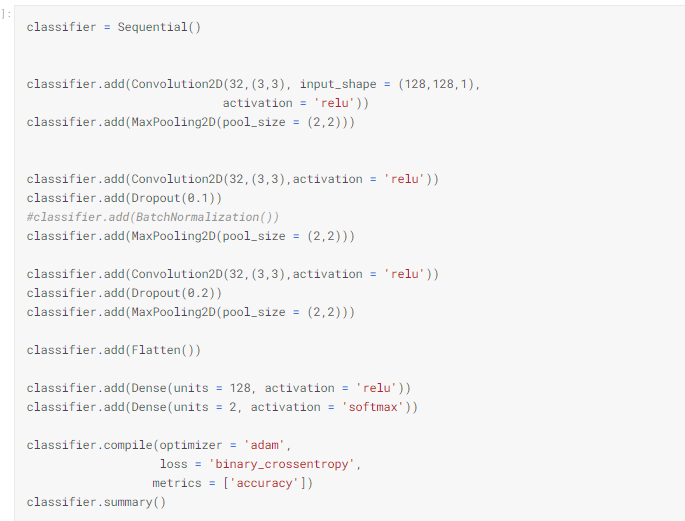 ]:
classifier = Sequential()
classifier.add(Convolution2D(32,(3,3), input_shape = (128,128,1),
activation = 'relu'))
classifier.add(MaxPooling2D(pool_size = (2,2)))
classifier.add(Convolution2D(32,(3,3),activation = 'relu'))
classifier.add(Dropout(0.1))
#classifier.add(BatchNormalization())
classifier.add(MaxPooling2D(pool_size = (2,2)))
classifier.add(Convolution2D(32,(3,3),activation = 'relu'))
classifier.add(Dropout(0.2))
classifier.add(MaxPooling2D(pool_size = (2,2)))
classifier.add(Flatten())
classifier.add(Dense(units = 128, activation = 'relu'))
classifier.add(Dense(units = 2, activation = 'softmax'))
classifier.compile(optimizer = 'adam',
loss = 'binary_crossentropy',
metrics = ['accuracy'])
classifier.summary()